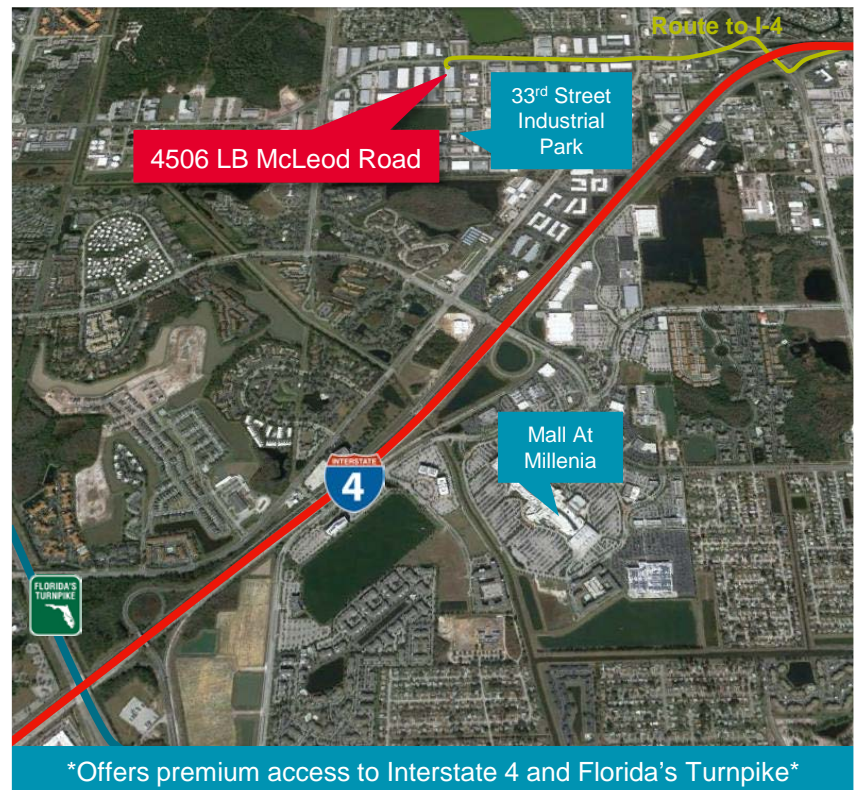 Route to I-4
33rd Street
Industrial
Park
4506 LB McLeod Road
Mall At
Millenia
INTERSTATE
4
FLORIDA'S
TURNPIKE
*Offers premium access to Interstate 4 and Florida's Turnpike*